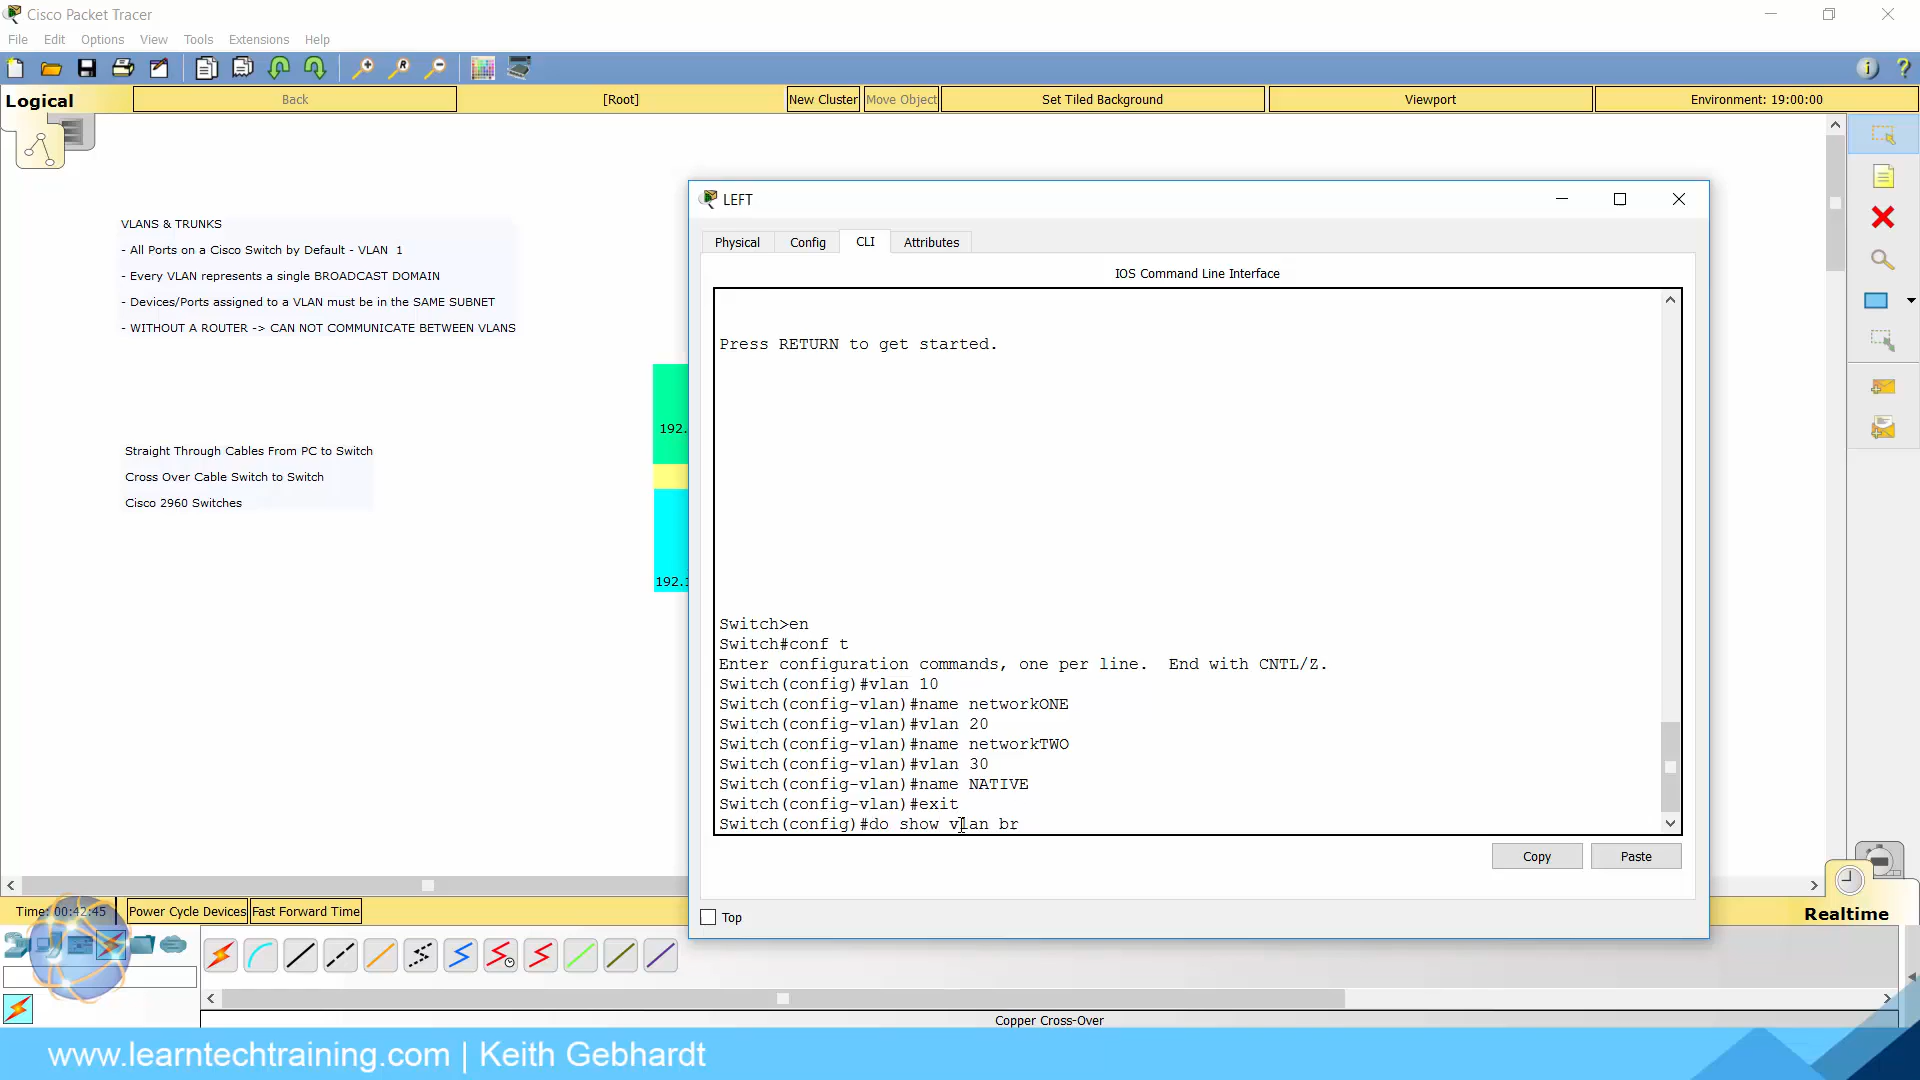 Cisco Packet Tracer
File Edit Options View Tools Extensions Help
Logical Back [Root] New Cluster Move Object Set Tiled Background Viewport Environment: 19:00:00
VLANS & TRUNKS
- All Ports on a Cisco Switch by Default - VLAN 1
- Every VLAN represents a single BROADCAST DOMAIN
- Devices/Ports assigned to a VLAN must be in the SAME SUBNET
- WITHOUT A ROUTER -> CAN NOT COMMUNICATE BETWEEN VLANS
Straight Through Cables From PC to Switch
Cross Over Cable Switch to Switch
Cisco 2960 Switches
192.
192.1
LEFT
Physical Config CLI Attributes
IOS Command Line Interface
Press RETURN to get started.
Switch>en
Switch#conf t
Enter configuration commands, one per line.  End with CNTL/Z.
Switch(config)#vlan 10
Switch(config-vlan)#name networkONE
Switch(config-vlan)#vlan 20
Switch(config-vlan)#name networkTWO
Switch(config-vlan)#vlan 30
Switch(config-vlan)#name NATIVE
Switch(config-vlan)#exit
Switch(config)#do show vlan br
Copy Paste
Top
Time: 00:42:45 Power Cycle Devices Fast Forward Time
Realtime
Copper Cross-Over
www.learntechtraining.com | Keith Gebhardt